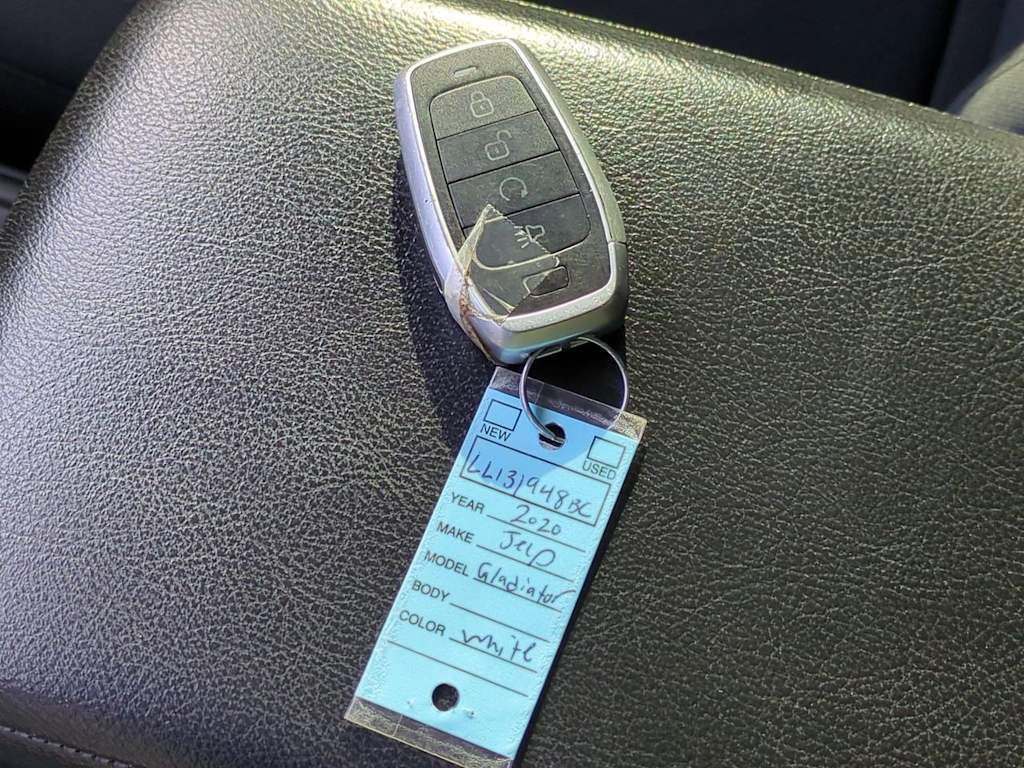 NEW
USED
LL131948BC
YEAR 2020
MAKE Jeep
MODEL Gladiator
BODY
COLOR white